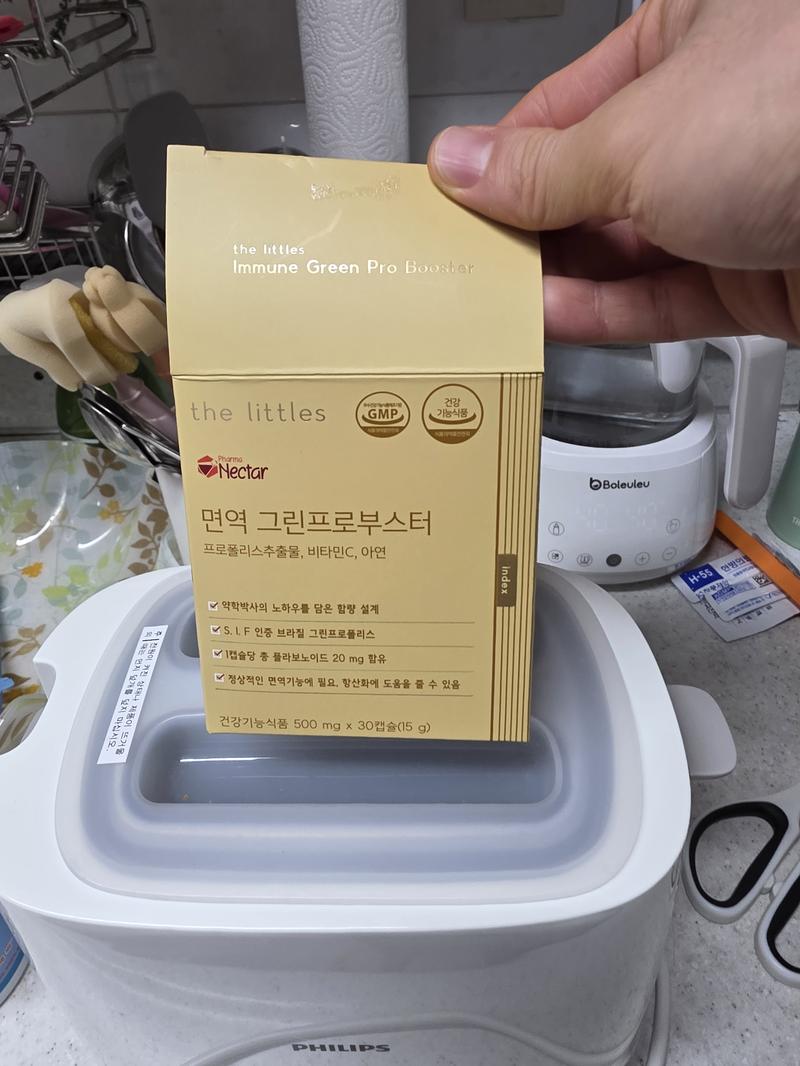 the littles
Immune Green Pro Booster
the littles
GMP
건강
기능식품
Pharma
Nectar
면역 그린프로부스터
프로폴리스추출물, 비타민C, 아연
index
약학박사의 노하우를 담은 함량 설계
S. I. F 인증 브라질 그린프로폴리스
1캡슐당 총 플라보노이드 20 mg 함유
정상적인 면역기능에 필요, 항산화에 도움을 줄 수 있음
건강기능식품 500 mg x 30캡슐(15 g)
Boleuleu
H-55
PHILIPS